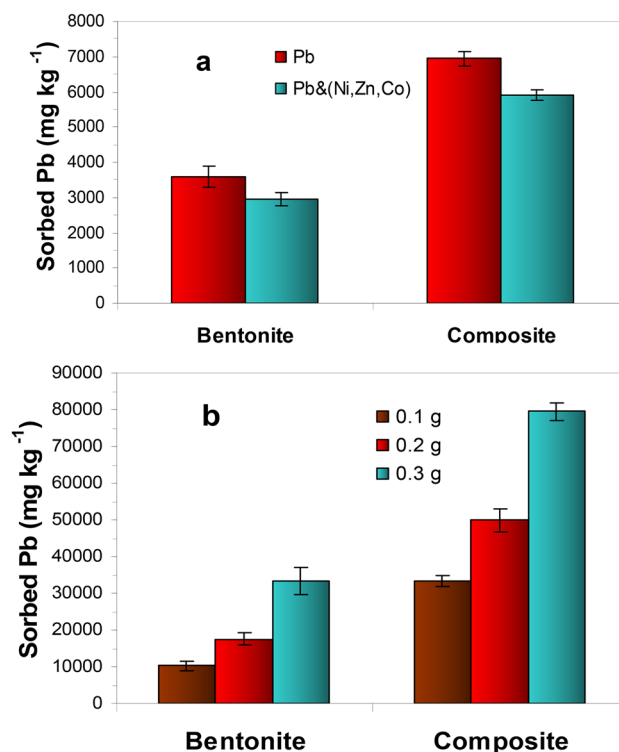 8000
7000
6000
5000
4000
3000
2000
1000
0
Sorbed Pb (mg kg -1)
a
Pb
Pb&(Ni,Zn,Co)
Bentonite
Composite
90000
80000
70000
60000
50000
40000
30000
20000
10000
0
Sorbed Pb (mg kg -1)
b
0.1 g
0.2 g
0.3 g
Bentonite
Composite